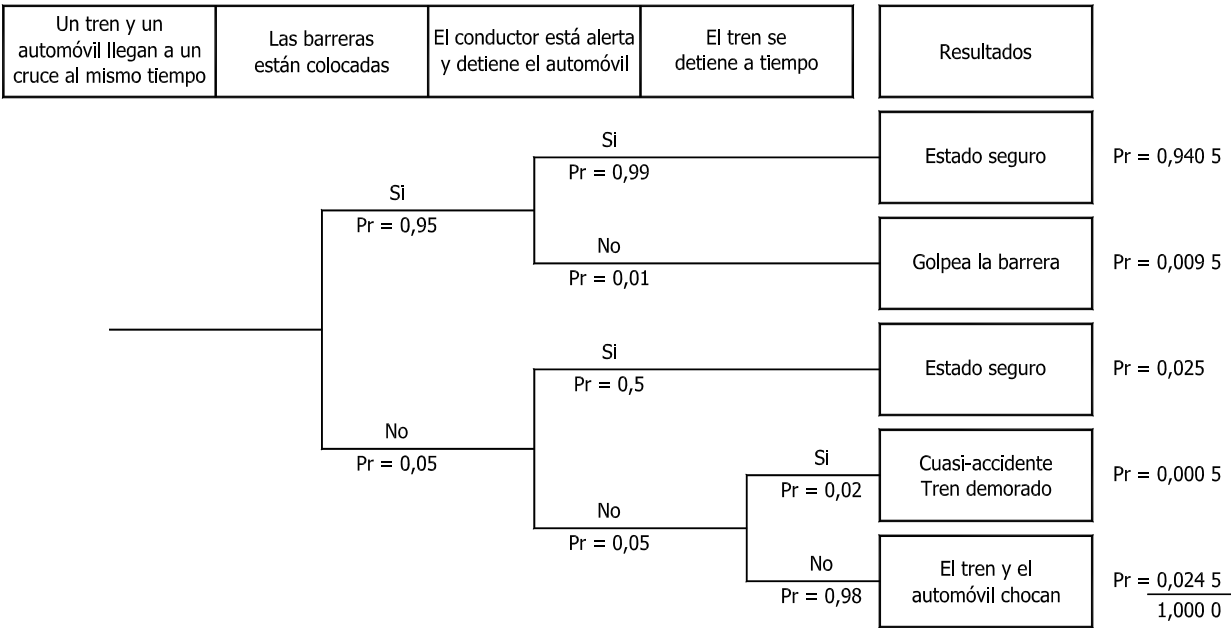 Un tren y un
automóvil llegan a un
cruce al mismo tiempo
Las barreras
están colocadas
El conductor está alerta
y detiene el automóvil
El tren se
detiene a tiempo
Resultados
Si
Pr = 0,99
Estado seguro
Pr = 0,940 5
Si
Pr = 0,95
No
Pr = 0,01
Golpea la barrera
Pr = 0,009 5
Si
Pr = 0,5
Estado seguro
Pr = 0,025
No
Pr = 0,05
Si
Pr = 0,02
Cuasi-accidente
Tren demorado
Pr = 0,000 5
No
Pr = 0,05
No
Pr = 0,98
El tren y el
automóvil chocan
Pr = 0,024 5
1,000 0